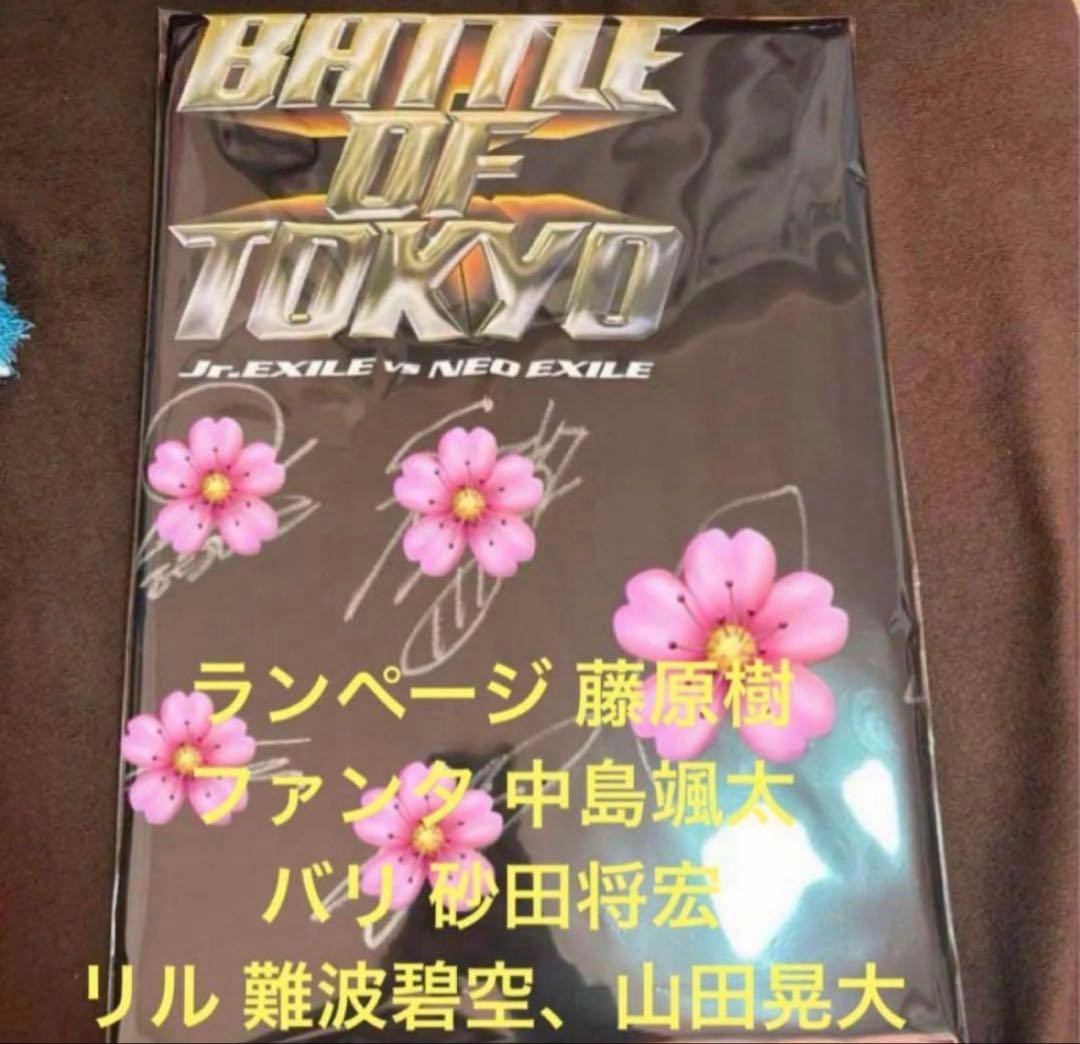 BATTLE
OF
TOKYO
Jr.EXILE vs NEO EXILE
ランページ 藤原樹
ファンタ 中島颯太
バリ 砂田将宏
リル 難波碧空、山田晃大